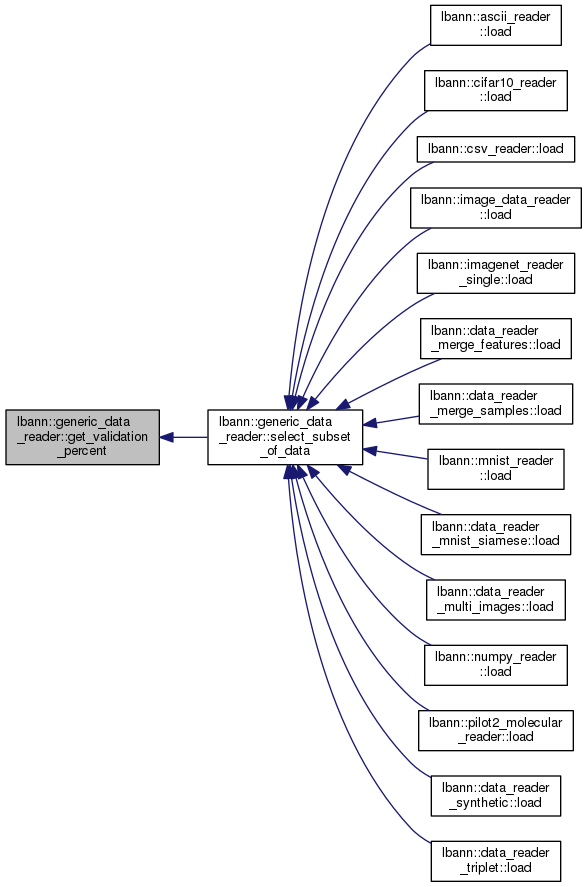 lbann::ascii_reader
::load
lbann::cifar10_reader
::load
lbann::csv_reader::load
lbann::image_data_reader
::load
lbann::imagenet_reader
_single::load
lbann::data_reader
_merge_features::load
lbann::generic_data
_reader::get_validation
_percent
lbann::generic_data
_reader::select_subset
_of_data
lbann::data_reader
_merge_samples::load
lbann::mnist_reader
::load
lbann::data_reader
_mnist_siamese::load
lbann::data_reader
_multi_images::load
lbann::numpy_reader
::load
lbann::pilot2_molecular
_reader::load
lbann::data_reader
_synthetic::load
lbann::data_reader
_triplet::load